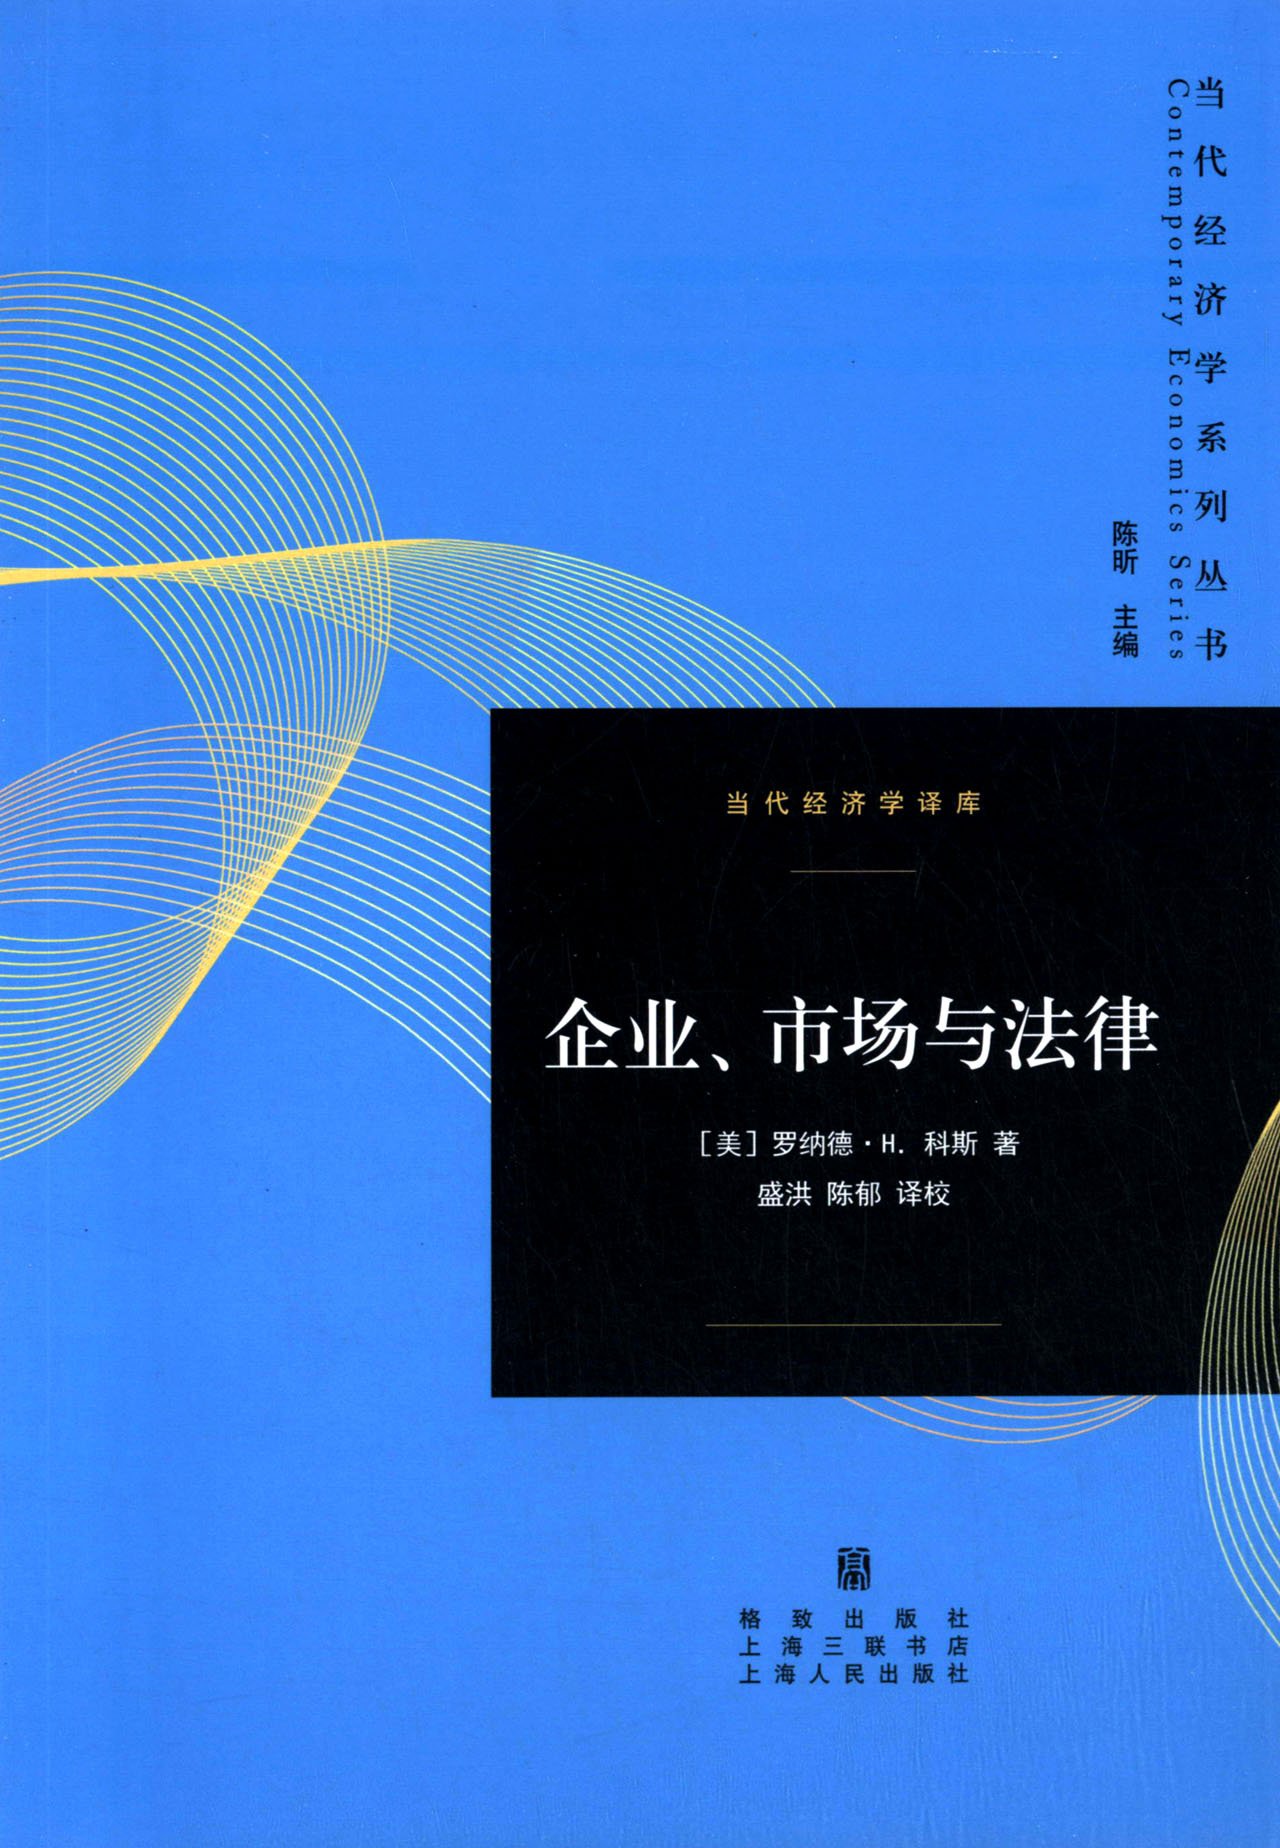 当代经济学系列丛书
Contemporary Economics Series
陈昕 主编
当代经济学译库
企业、市场与法律
[美] 罗纳德·H. 科斯 著
盛洪 陈郁 译校
格致出版社
上海三联书店
上海人民出版社